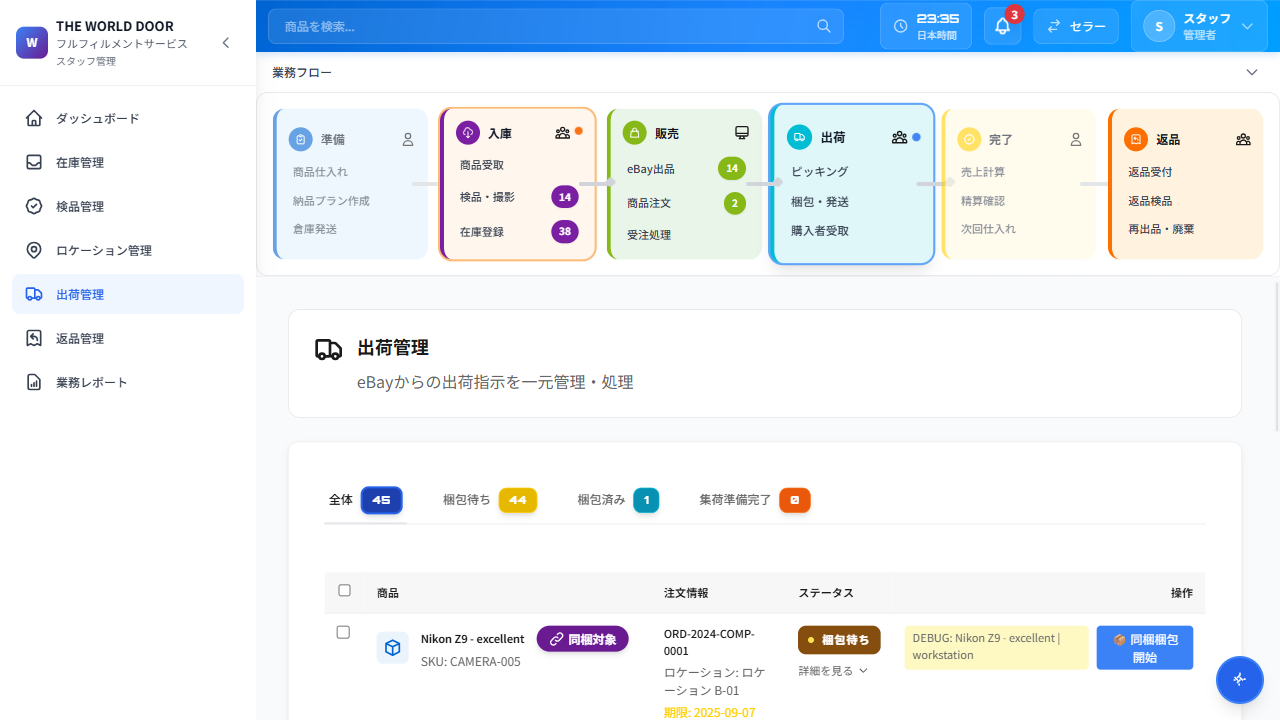 THE WORLD DOOR
フルフィルメントサービス
スタッフ管理
W
商品を検索...
23:35
日本時間
3
セラー
S
スタッフ
管理者
業務フロー
ダッシュボード
在庫管理
検品管理
ロケーション管理
出荷管理
返品管理
業務レポート
準備
商品仕入れ
納品プラン作成
倉庫発送
入庫
商品受取
検品・撮影 14
在庫登録 38
販売
eBay出品 14
商品注文 2
受注処理
出荷
ピッキング
梱包・発送
購入者受取
完了
売上計算
精算確認
次回仕入れ
返品
返品受付
返品検品
再出品・廃棄
出荷管理
eBayからの出荷指示を一元管理・処理
全体 45 梱包待ち 44 梱包済み 1 集荷準備完了 0
商品 注文情報 ステータス 操作
Nikon Z9 - excellent 同梱対象
SKU: CAMERA-005
ORD-2024-COMP-
0001
ロケーション: ロケ
ーション B-01
期限: 2025-09-07
梱包待ち
詳細を見る
DEBUG: Nikon Z9 - excellent |
workstation
同梱梱包
開始